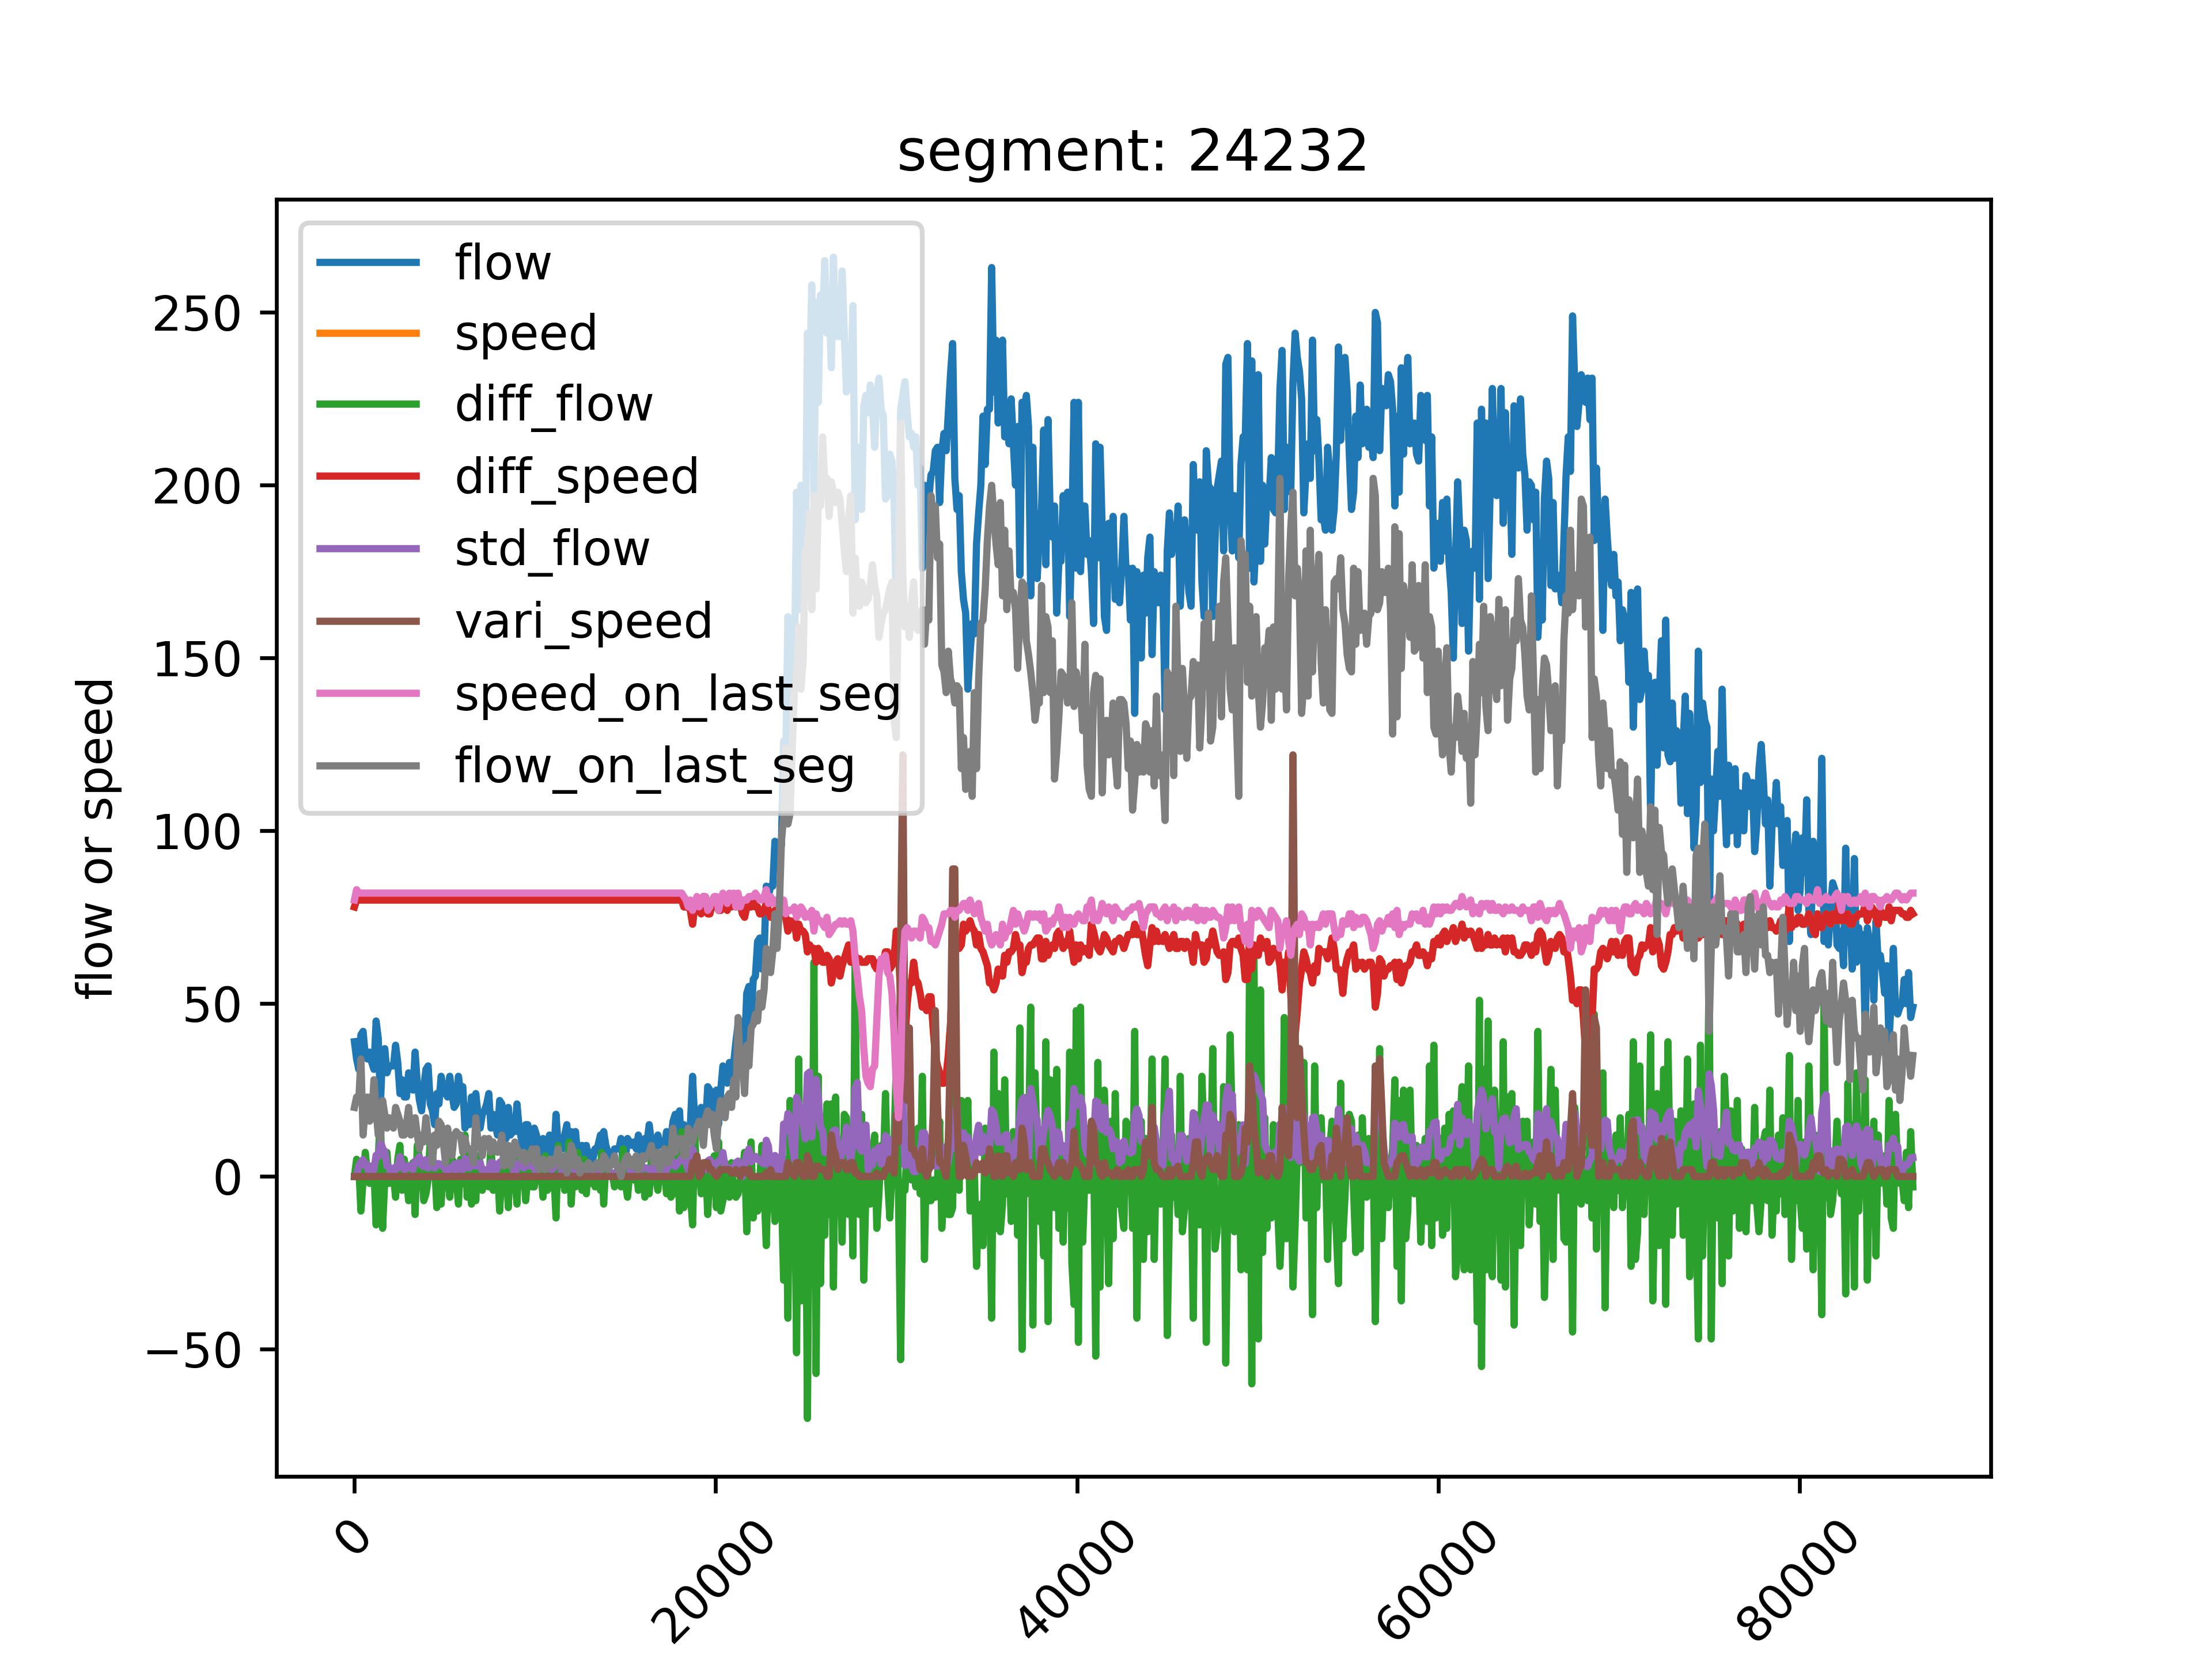 segment: 24232
flow or speed
250
200
150
100
50
0
−50
flow
speed
diff_flow
diff_speed
std_flow
vari_speed
speed_on_last_seg
flow_on_last_seg
0
20000
40000
60000
80000